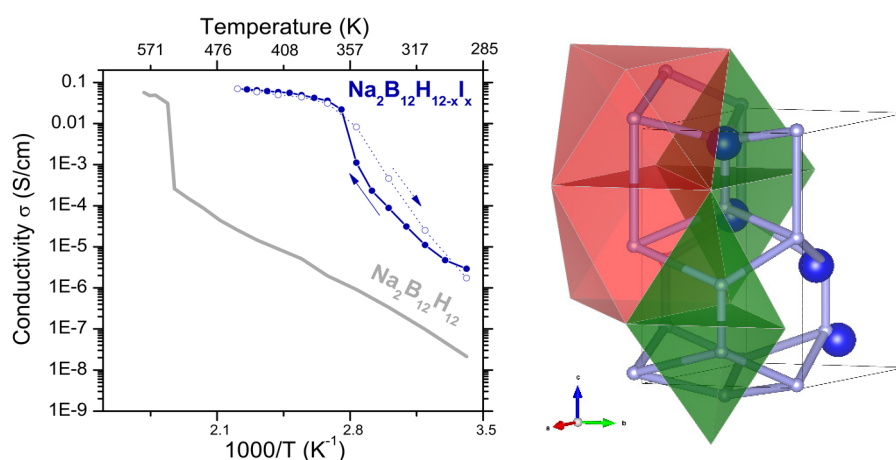 Temperature (K)
571 476 408 357 317 285
0.1
0.01
1E-3
1E-4
1E-5
1E-6
1E-7
1E-8
1E-9
Conductivity σ (S/cm)
Na₂B₁₂H₁₂₋ₓIₓ
Na₂B₁₂H₁₂
2.1 2.8 3.5
1000/T (K⁻¹)
c
a
b